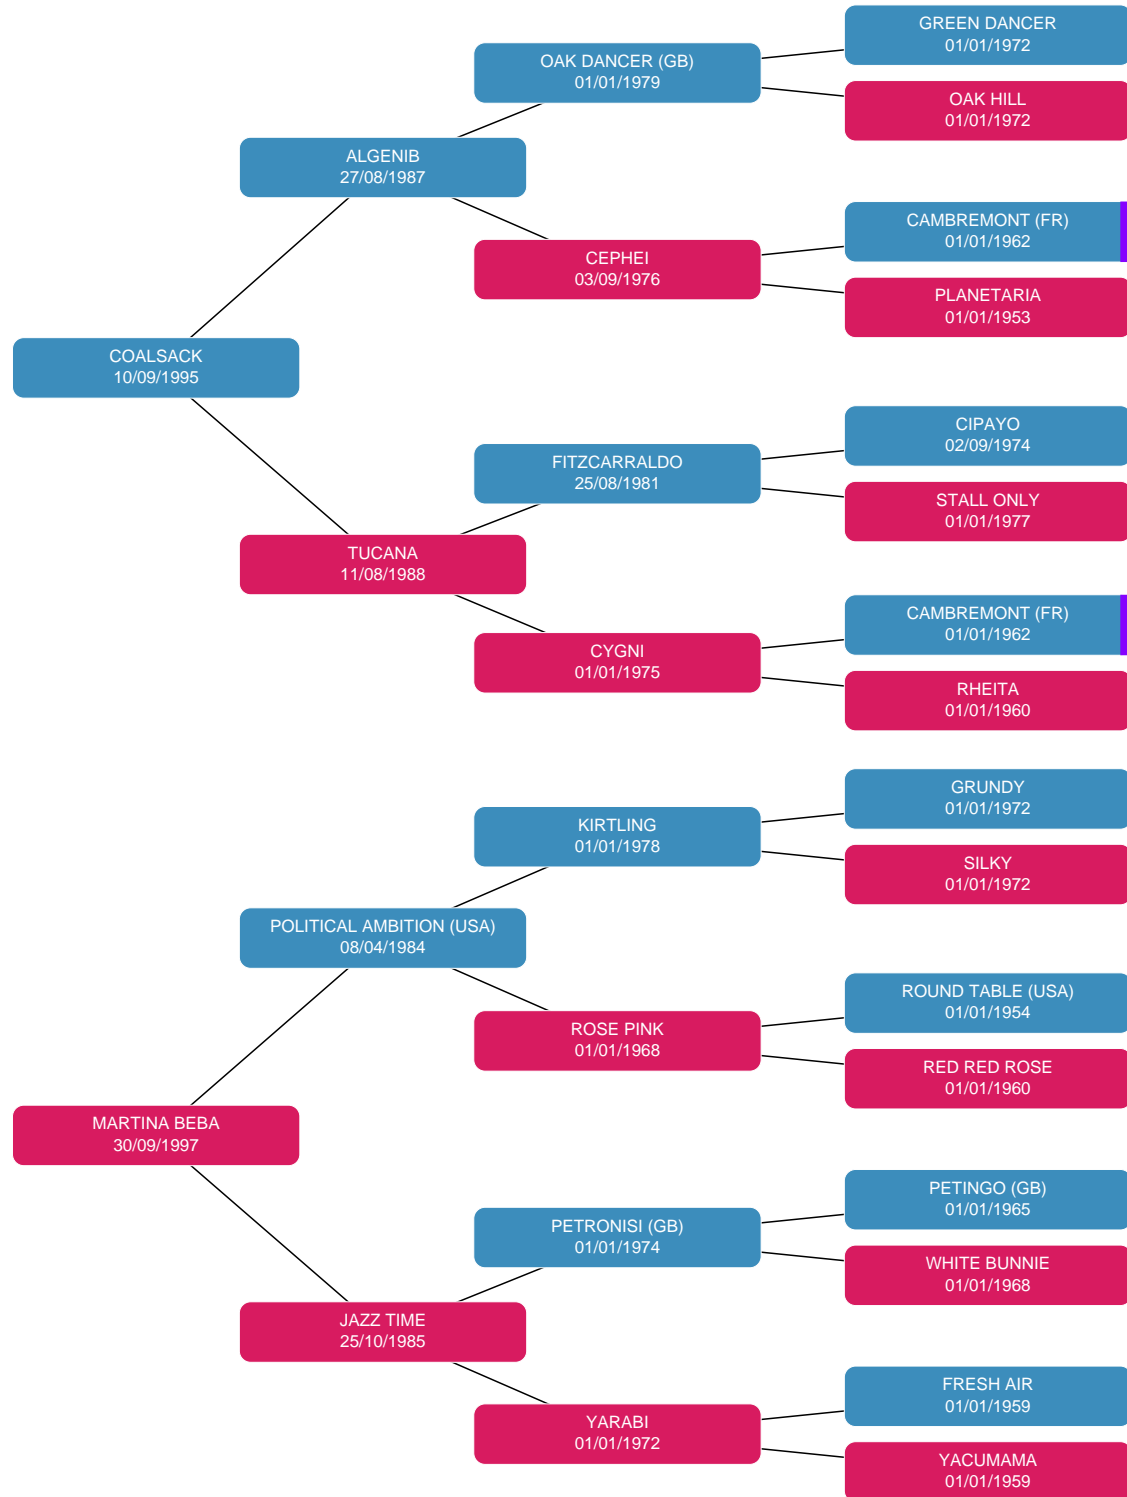 GREEN DANCER
01/01/1972
OAK DANCER (GB)
01/01/1979
OAK HILL
01/01/1972
ALGENIB
27/08/1987
CAMBREMONT (FR)
01/01/1962
CEPHEI
03/09/1976
PLANETARIA
01/01/1953
COALSACK
10/09/1995
CIPAYO
02/09/1974
FITZCARRALDO
25/08/1981
STALL ONLY
01/01/1977
TUCANA
11/08/1988
CAMBREMONT (FR)
01/01/1962
CYGNI
01/01/1975
RHEITA
01/01/1960
GRUNDY
01/01/1972
KIRTLING
01/01/1978
SILKY
01/01/1972
POLITICAL AMBITION (USA)
08/04/1984
ROUND TABLE (USA)
01/01/1954
ROSE PINK
01/01/1968
RED RED ROSE
01/01/1960
MARTINA BEBA
30/09/1997
PETINGO (GB)
01/01/1965
PETRONISI (GB)
01/01/1974
WHITE BUNNIE
01/01/1968
JAZZ TIME
25/10/1985
FRESH AIR
01/01/1959
YARABI
01/01/1972
YACUMAMA
01/01/1959